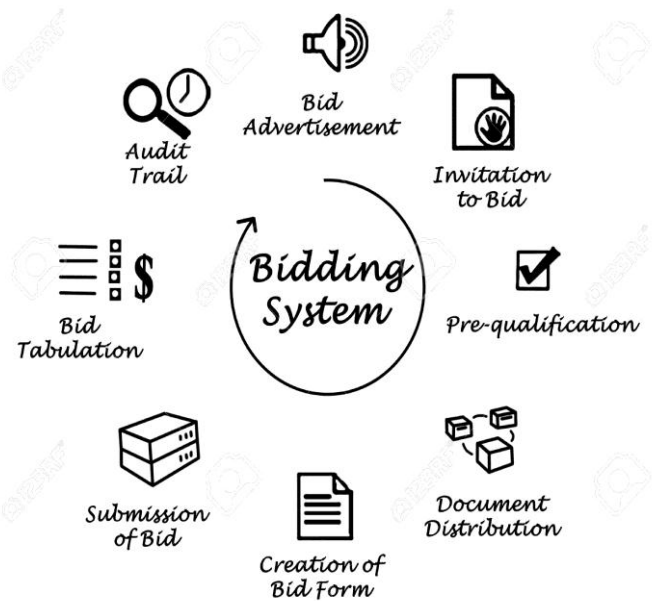 Bid
Advertisement
Invitation
to Bid
Pre-qualification
Document
Distribution
Creation of
Bid Form
Submission
of Bid
Bid
Tabulation
$
Audit
Trail
Bidding
System